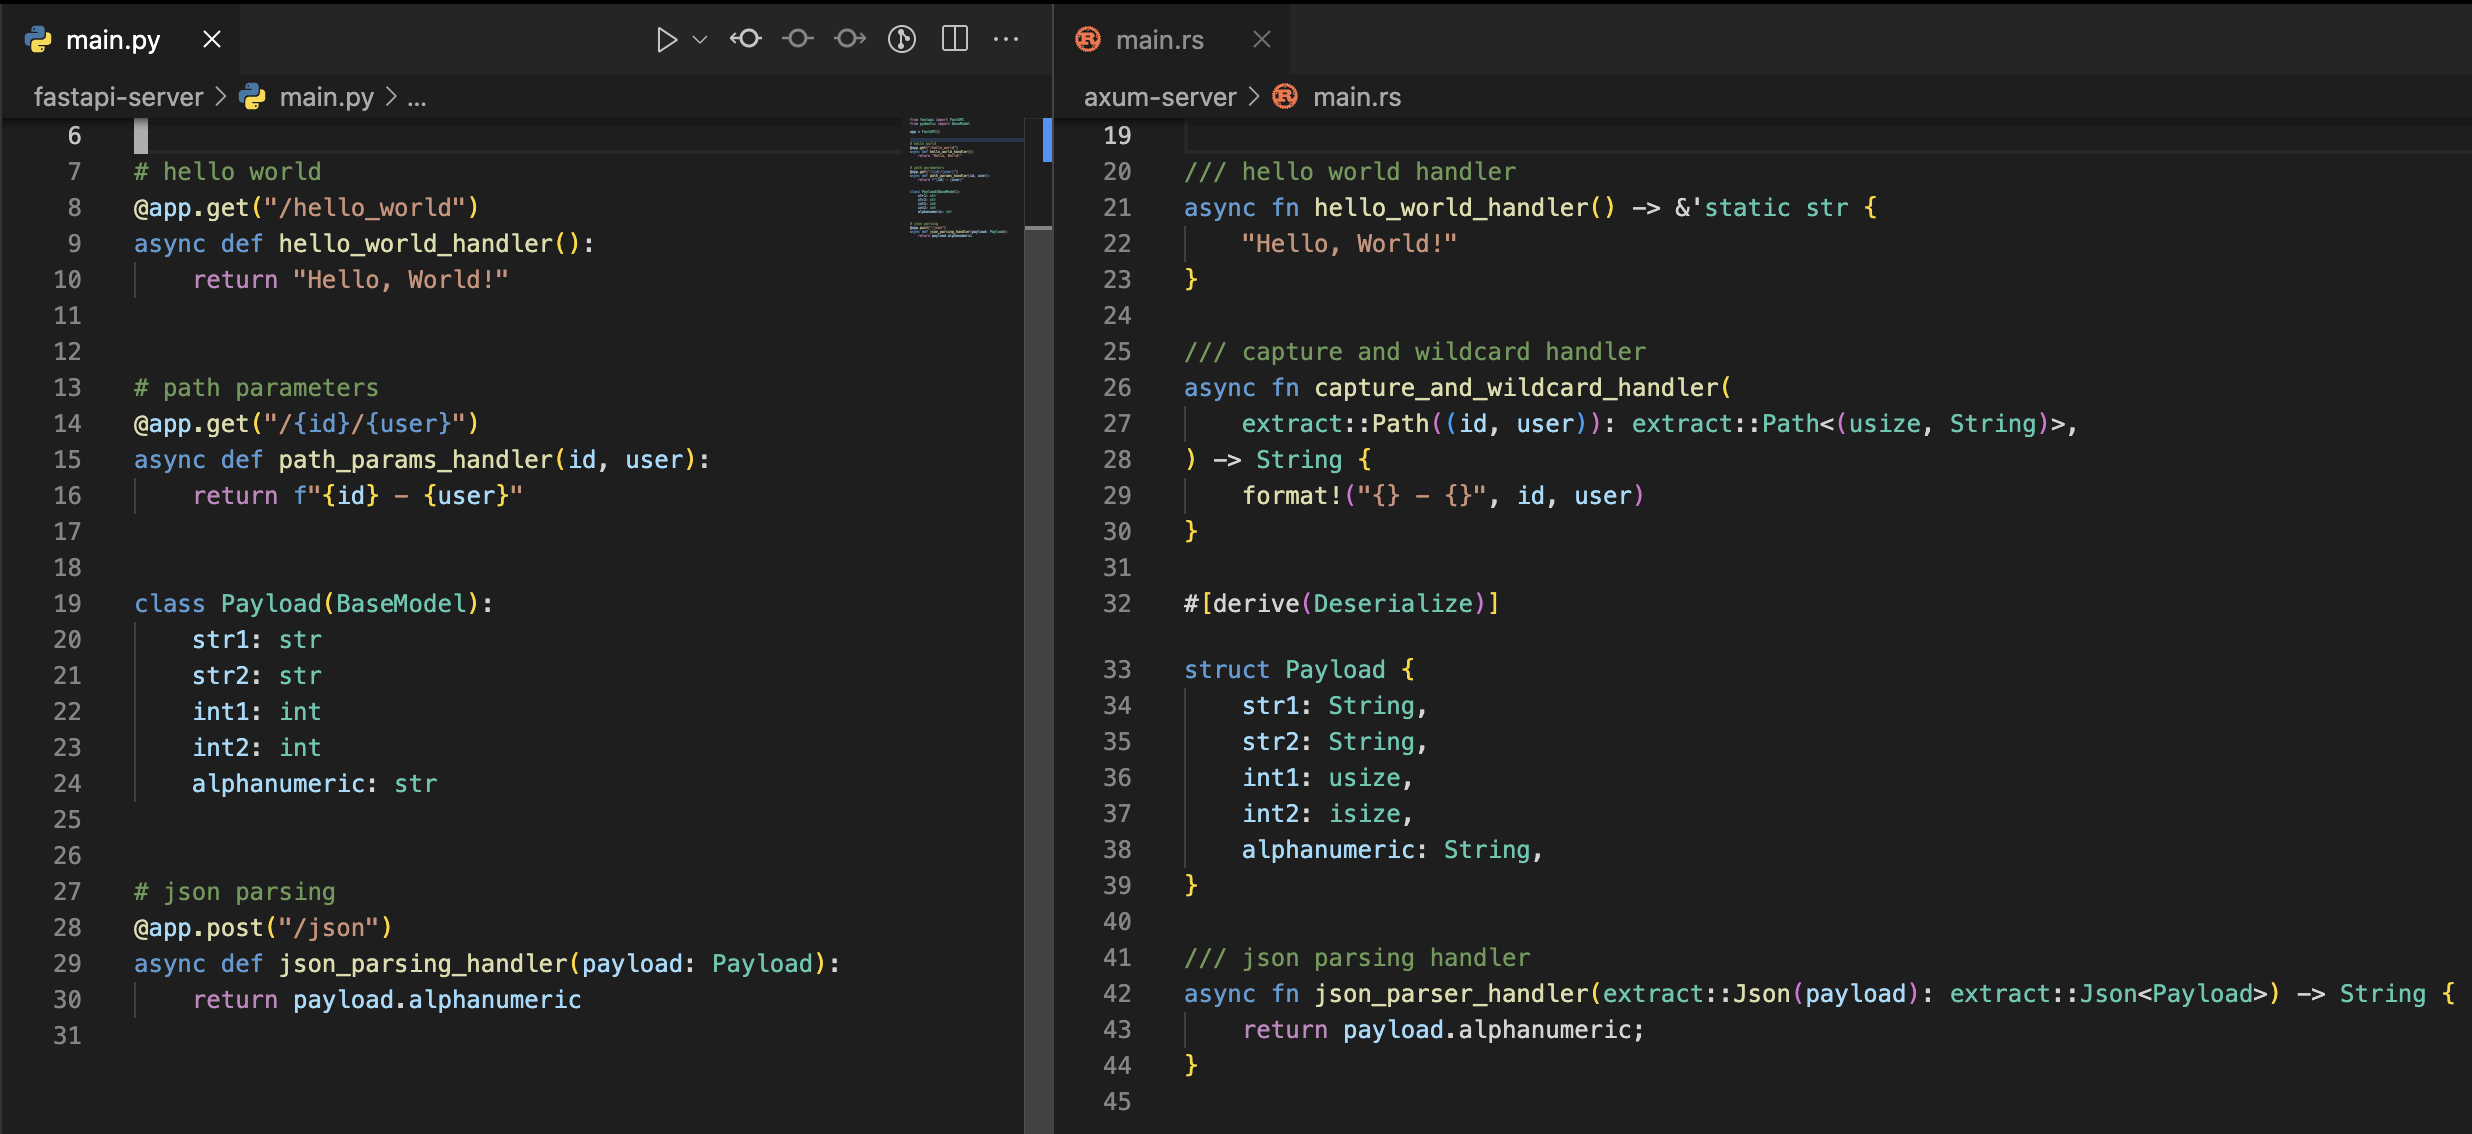 main.py
fastapi-server > main.py > ...
6
7 # hello world
8 @app.get("/hello_world")
9 async def hello_world_handler():
10     return "Hello, World!"
11
12
13 # path parameters
14 @app.get("/{id}/{user}")
15 async def path_params_handler(id, user):
16     return f"{id} - {user}"
17
18
19 class Payload(BaseModel):
20     str1: str
21     str2: str
22     int1: int
23     int2: int
24     alphanumeric: str
25
26
27 # json parsing
28 @app.post("/json")
29 async def json_parsing_handler(payload: Payload):
30     return payload.alphanumeric
31
main.rs
axum-server > main.rs
19
20 /// hello world handler
21 async fn hello_world_handler() -> &'static str {
22     "Hello, World!"
23 }
24
25 /// capture and wildcard handler
26 async fn capture_and_wildcard_handler(
27     extract::Path((id, user)): extract::Path<(usize, String)>,
28 ) -> String {
29     format!("{} - {}", id, user)
30 }
31
32 #[derive(Deserialize)]
33 struct Payload {
34     str1: String,
35     str2: String,
36     int1: usize,
37     int2: isize,
38     alphanumeric: String,
39 }
40
41 /// json parsing handler
42 async fn json_parser_handler(extract::Json(payload): extract::Json<Payload>) -> String {
43     return payload.alphanumeric;
44 }
45